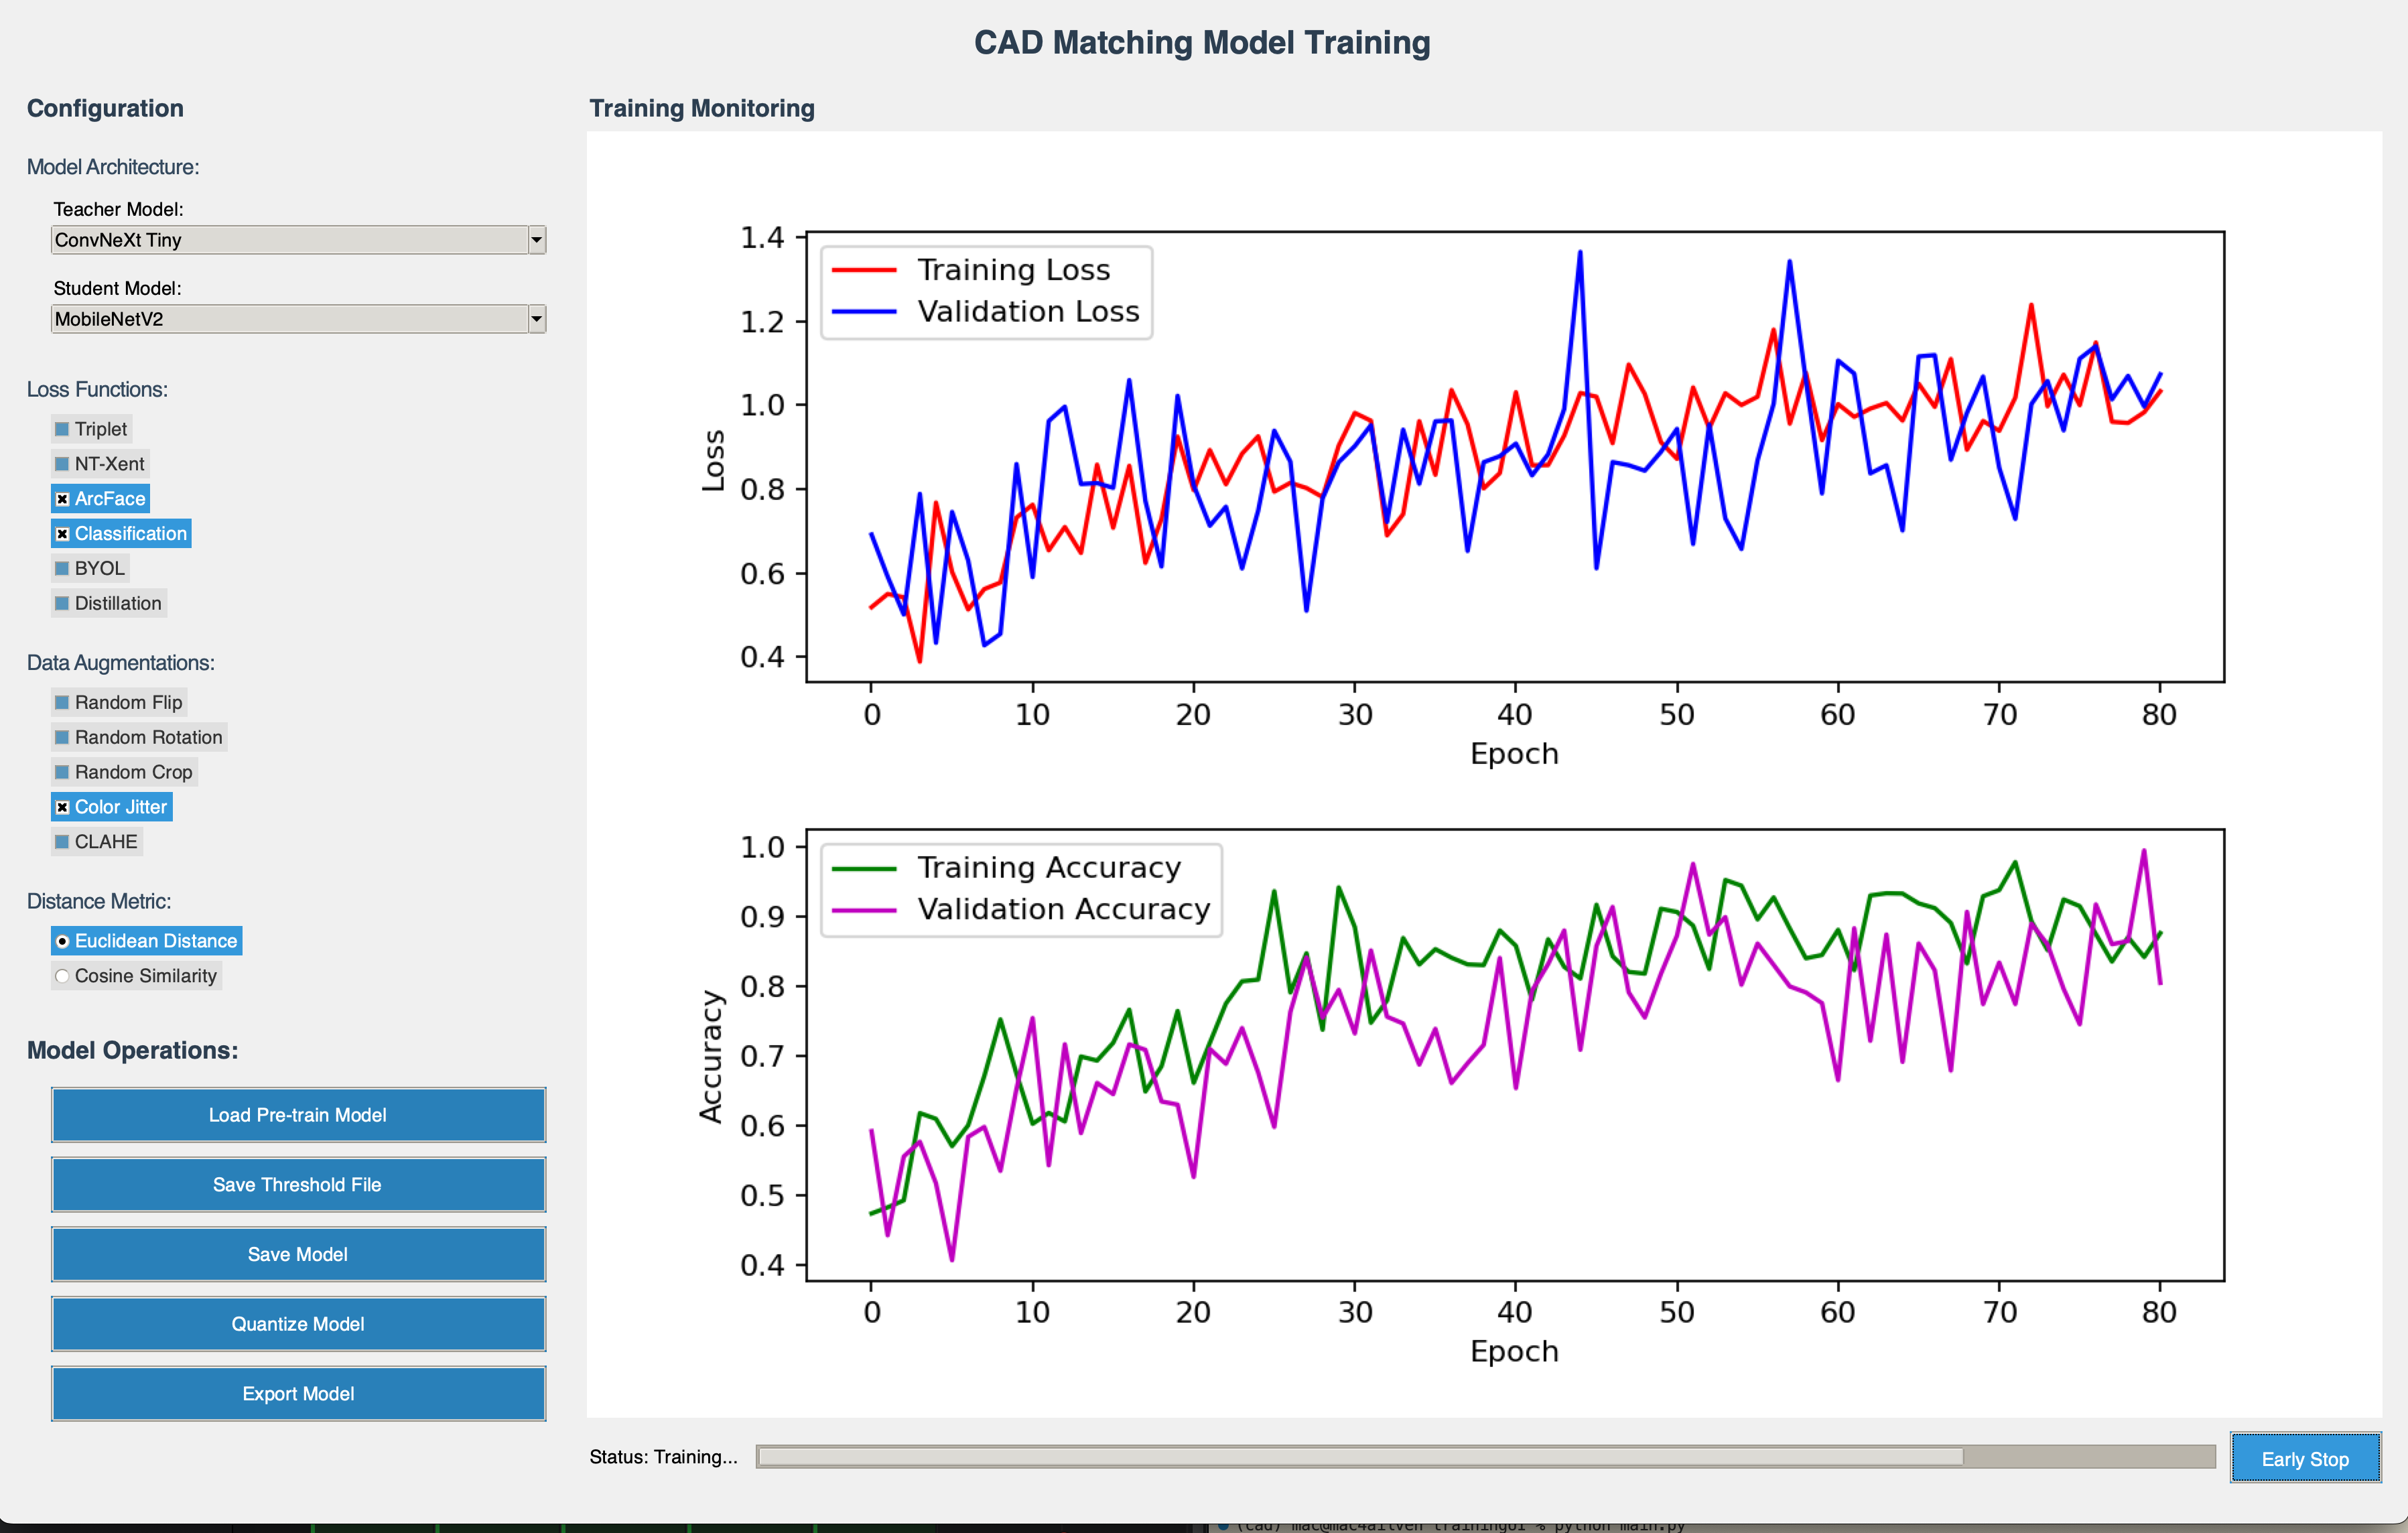 CAD Matching Model Training
Configuration
Model Architecture:
Teacher Model:
ConvNeXt Tiny
Student Model:
MobileNetV2
Loss Functions:
Triplet
NT-Xent
ArcFace
Classification
BYOL
Distillation
Data Augmentations:
Random Flip
Random Rotation
Random Crop
Color Jitter
CLAHE
Distance Metric:
Euclidean Distance
Cosine Similarity
Model Operations:
Load Pre-train Model
Save Threshold File
Save Model
Quantize Model
Export Model
Training Monitoring
Training Loss
Validation Loss
Loss
1.4
1.2
1.0
0.8
0.6
0.4
0 10 20 30 40 50 60 70 80
Epoch
Training Accuracy
Validation Accuracy
Accuracy
1.0
0.9
0.8
0.7
0.6
0.5
0.4
0 10 20 30 40 50 60 70 80
Epoch
Status: Training...
Early Stop
% python main.py